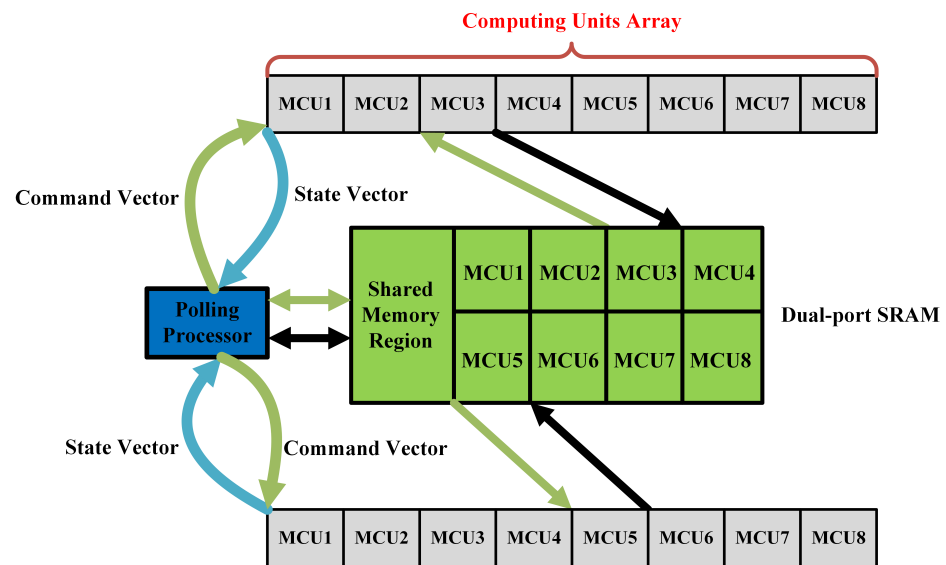 Computing Units Array
MCU1 MCU2 MCU3 MCU4 MCU5 MCU6 MCU7 MCU8
Command Vector
State Vector
Polling
Processor
Shared
Memory
Region
MCU1 MCU2 MCU3 MCU4
MCU5 MCU6 MCU7 MCU8
Dual-port SRAM
State Vector
Command Vector
MCU1 MCU2 MCU3 MCU4 MCU5 MCU6 MCU7 MCU8